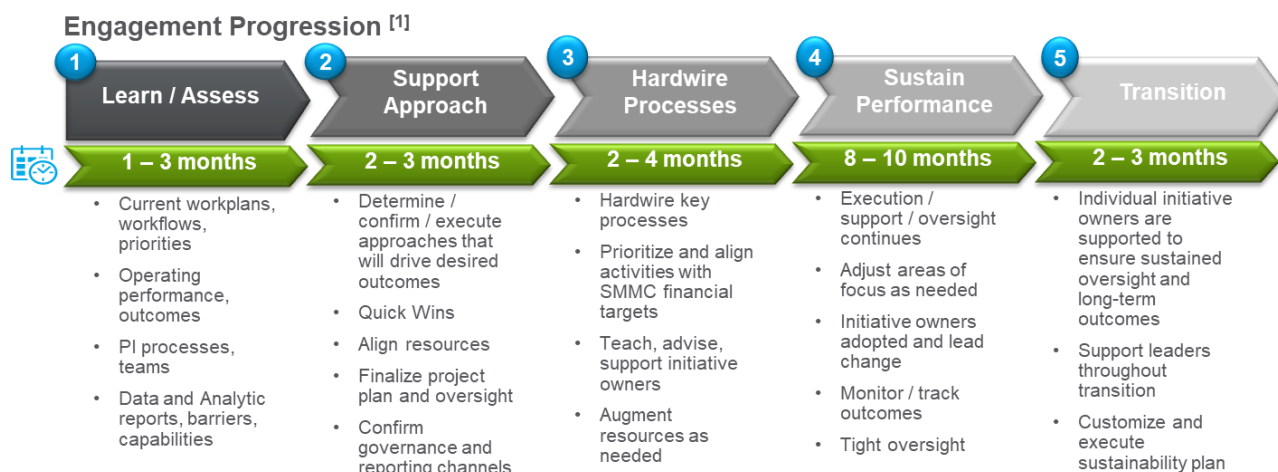 Engagement Progression [1]
1
Learn / Assess
1 – 3 months
• Current workplans,
workflows,
priorities
• Operating
performance,
outcomes
• PI processes,
teams
• Data and Analytic
reports, barriers,
capabilities
2
Support
Approach
2 – 3 months
• Determine /
confirm / execute
approaches that
will drive desired
outcomes
• Quick Wins
• Align resources
• Finalize project
plan and oversight
• Confirm
governance and
reporting channels
3
Hardwire
Processes
2 – 4 months
• Hardwire key
processes
• Prioritize and align
activities with
SMMC financial
targets
• Teach, advise,
support initiative
owners
• Augment
resources as
needed
4
Sustain
Performance
8 – 10 months
• Execution /
support / oversight
continues
• Adjust areas of
focus as needed
• Initiative owners
adopted and lead
change
• Monitor / track
outcomes
• Tight oversight
5
Transition
2 – 3 months
• Individual initiative
owners are
supported to
ensure sustained
oversight and
long-term
outcomes
• Support leaders
throughout
transition
• Customize and
execute
sustainability plan